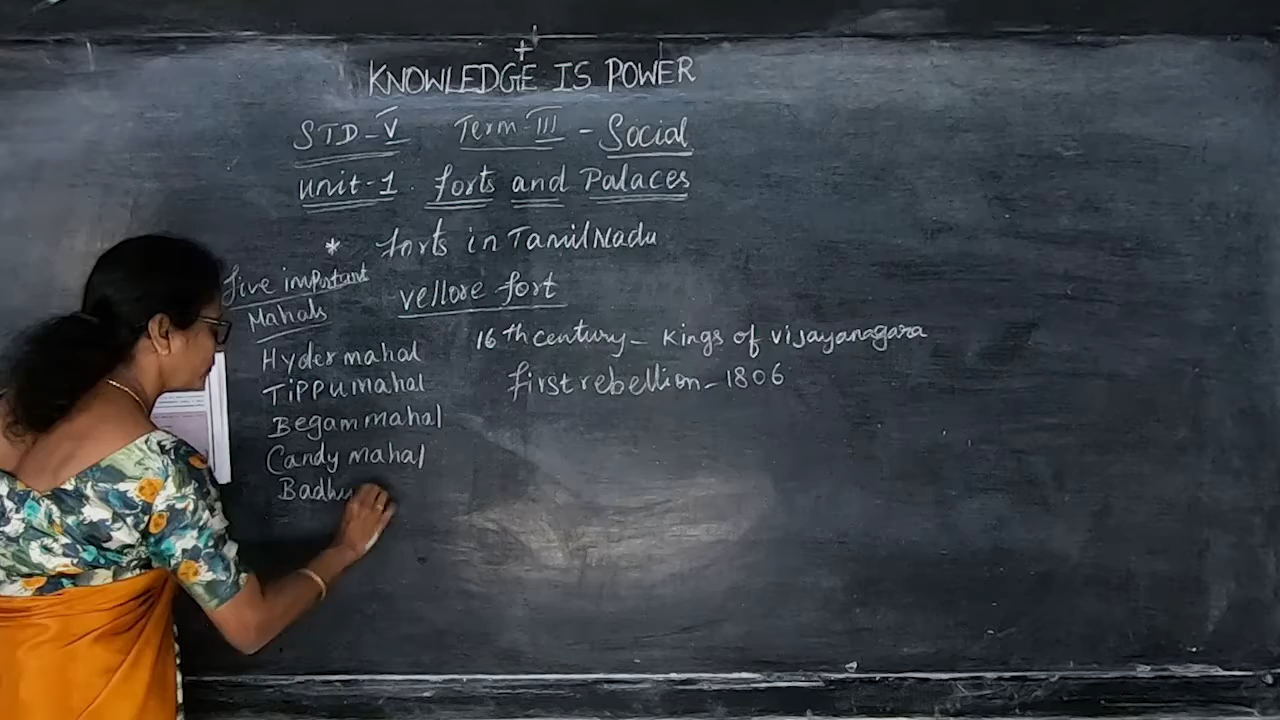 KNOWLEDGE IS POWER
STD-V Term-III - Social
unit-1. forts and Palaces
* forts in TamilNadu
five important
Mahals
vellore fort
16th century - Kings of vijayanagara
first rebellion - 1806
Hyder mahal
Tippu mahal
Begam mahal
Candy mahal
Badhu